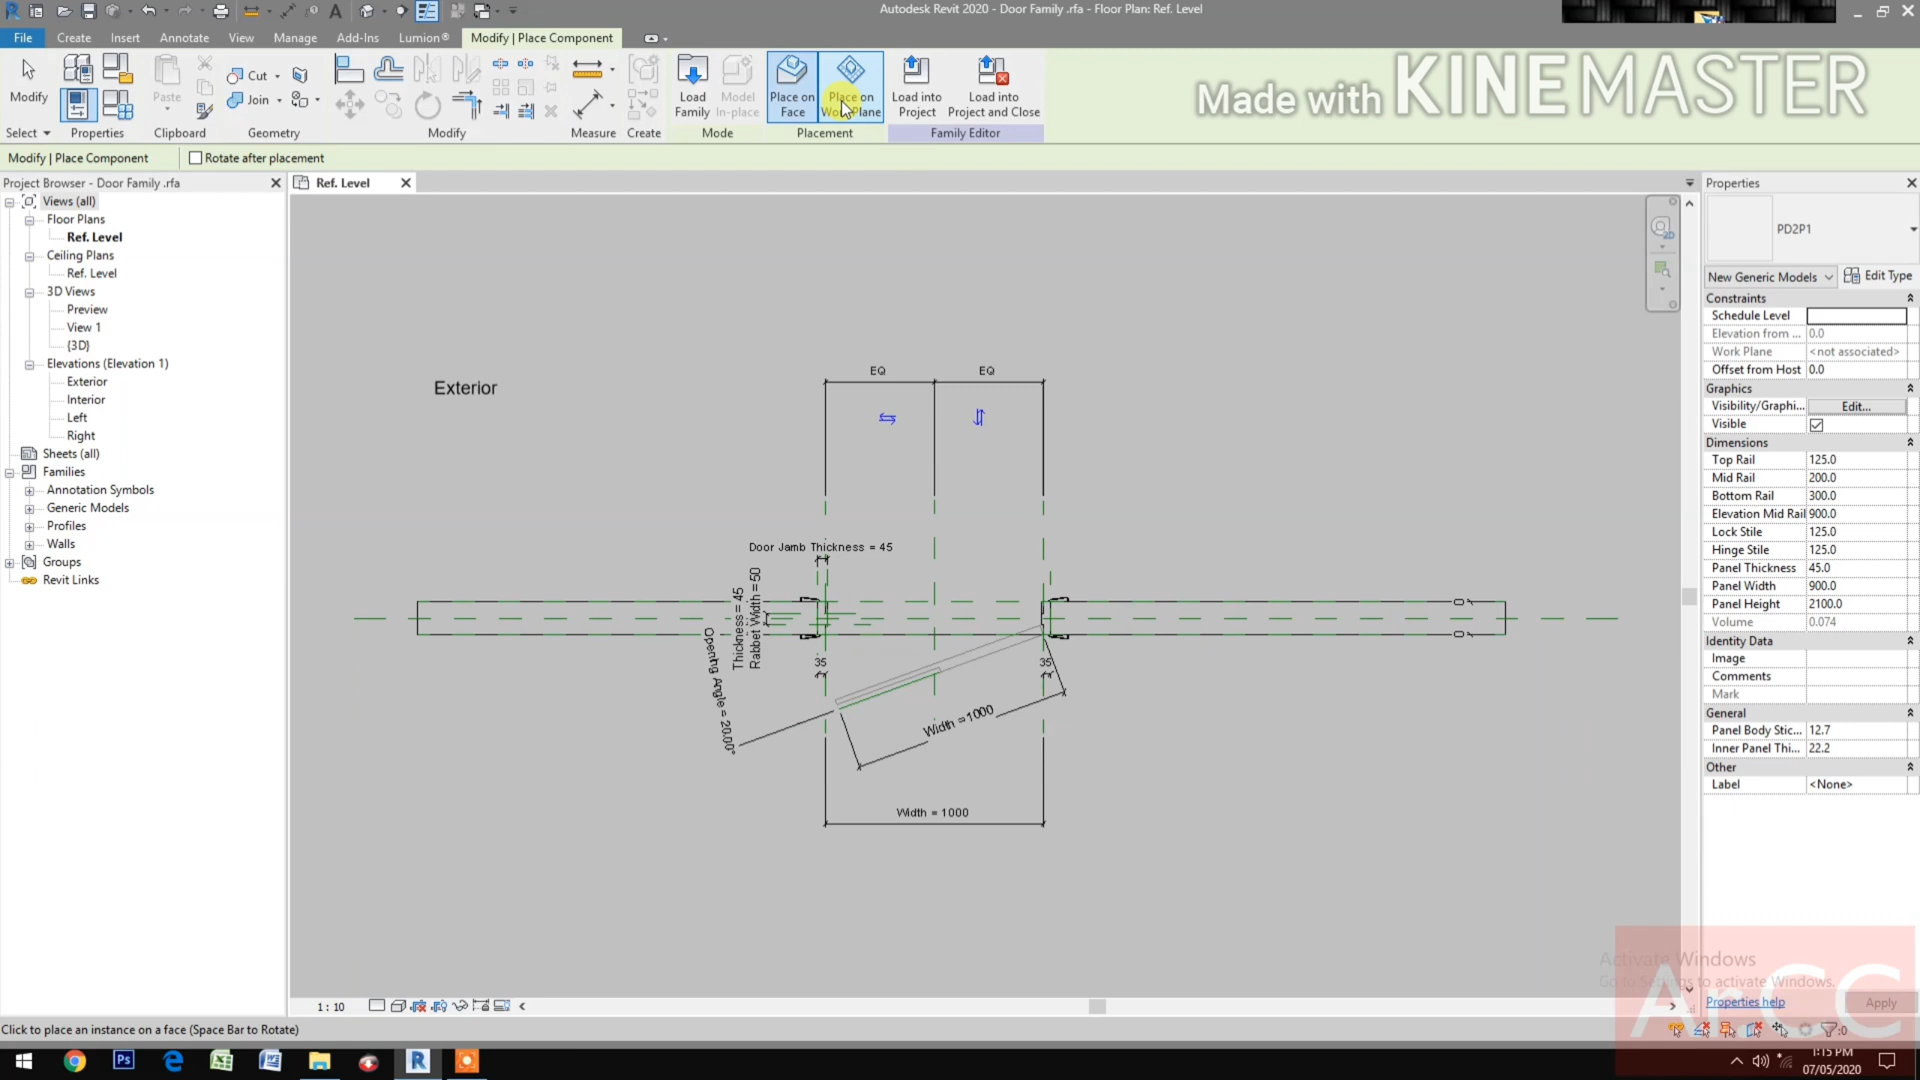 Autodesk Revit 2020 - Door Family .rfa - Floor Plan: Ref. Level
File Create Insert Annotate View Manage Add-Ins Lumion® Modify | Place Component
Made with KINEMASTER
Modify
Paste
Cut
Join
Load Family
Model In-place
Place on Face
Place on Work Plane
Load into Project
Load into Project and Close
Select Properties Clipboard Geometry Modify Measure Create Mode Placement Family Editor
Modify | Place Component
Rotate after placement
Project Browser - Door Family .rfa
Views (all)
Floor Plans
Ref. Level
Ceiling Plans
Ref. Level
3D Views
Preview
View 1
{3D}
Elevations (Elevation 1)
Exterior
Interior
Left
Right
Sheets (all)
Families
Annotation Symbols
Generic Models
Profiles
Walls
Groups
Revit Links
Ref. Level
2D
EQ EQ
Exterior
Door Jamb Thickness = 45
Thickness = 45
Rabbet Width = 50
Opening Angle = 20.00°
35
35
0
0
Width = 1000
Width = 1000
Properties
PD2P1
New Generic Models
Edit Type
Constraints
Schedule Level
Elevation from ... 0.0
Work Plane <not associated>
Offset from Host 0.0
Graphics
Visibility/Graphi... Edit...
Visible
Dimensions
Top Rail 125.0
Mid Rail 200.0
Bottom Rail 300.0
Elevation Mid Rail 900.0
Lock Stile 125.0
Hinge Stile 125.0
Panel Thickness 45.0
Panel Width 900.0
Panel Height 2100.0
Volume 0.074
Identity Data
Image
Comments
Mark
General
Panel Body Stic... 12.7
Inner Panel Thi... 22.2
Other
Label <None>
Activate Windows
Go to Settings to activate Windows.
Properties help
Apply
ArCC
1 : 10
Click to place an instance on a face (Space Bar to Rotate)
:0
1:15 PM
07/05/2020